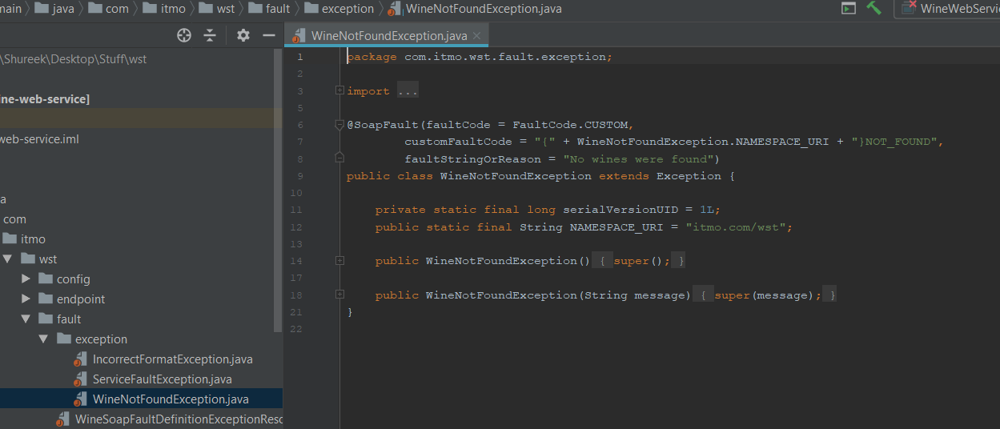 main java com itmo wst fault exception WineNotFoundException.java WineWebServic
WineNotFoundException.java
\Shureek\Desktop\Stuff\wst
ine-web-service]
web-service.iml
a
com
itmo
wst
config
endpoint
fault
exception
IncorrectFormatException.java
ServiceFaultException.java
WineNotFoundException.java
WineSoapFaultDefinitionExceptionReso
1 package com.itmo.wst.fault.exception;
2
3 import ...
5
6 @SoapFault(faultCode = FaultCode.CUSTOM,
7 customFaultCode = "{" + WineNotFoundException.NAMESPACE_URI + "}NOT_FOUND",
8 faultStringOrReason = "No wines were found")
9 public class WineNotFoundException extends Exception {
10
11 private static final long serialVersionUID = 1L;
12 public static final String NAMESPACE_URI = "itmo.com/wst";
13
14 public WineNotFoundException() { super(); }
17
18 public WineNotFoundException(String message) { super(message); }
21 }
22